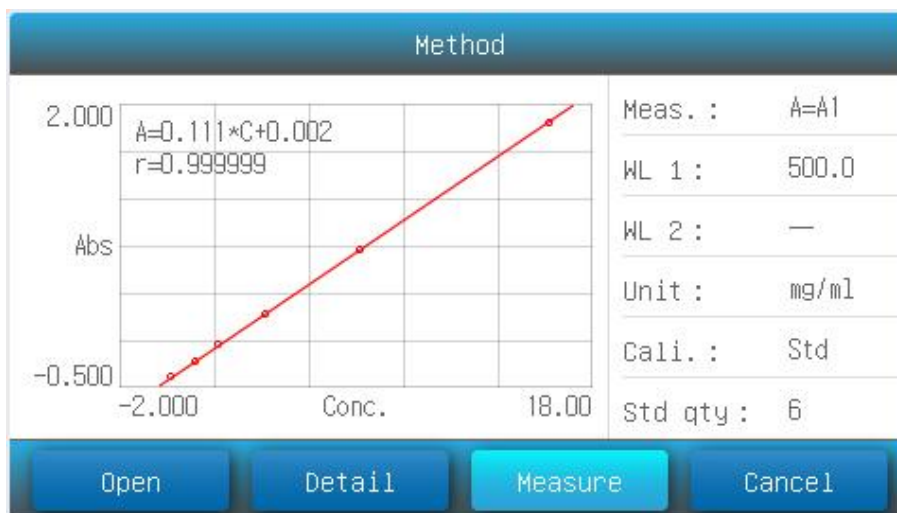 Method
2.000
A=0.111*C+0.002
r=0.999999
Abs
-0.500
-2.000 Conc. 18.00
Meas.: A=A1
WL 1: 500.0
WL 2: —
Unit: mg/ml
Cali.: Std
Std qty: 6
Open Detail Measure Cancel